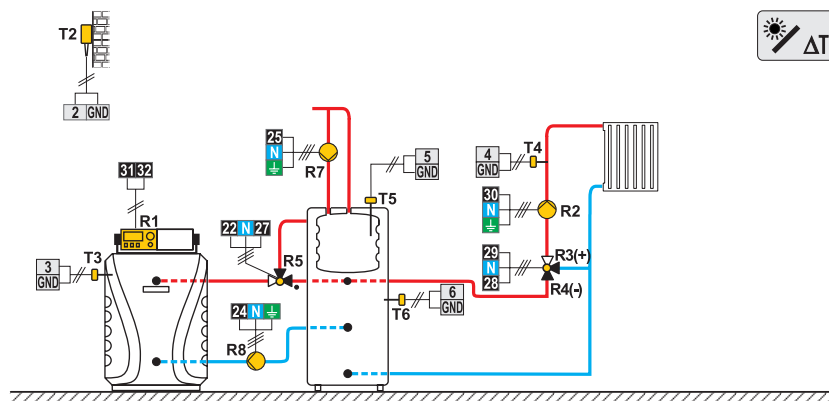 T2
ΔT
2 GND
25
N
R7
5
GND
4
GND
T4
31 32
30
N
R2
T5
R1
22 N 27
R5
29
N
28
R3(+)
R4(-)
3
GND
T3
24 N
R8
T6
6
GND